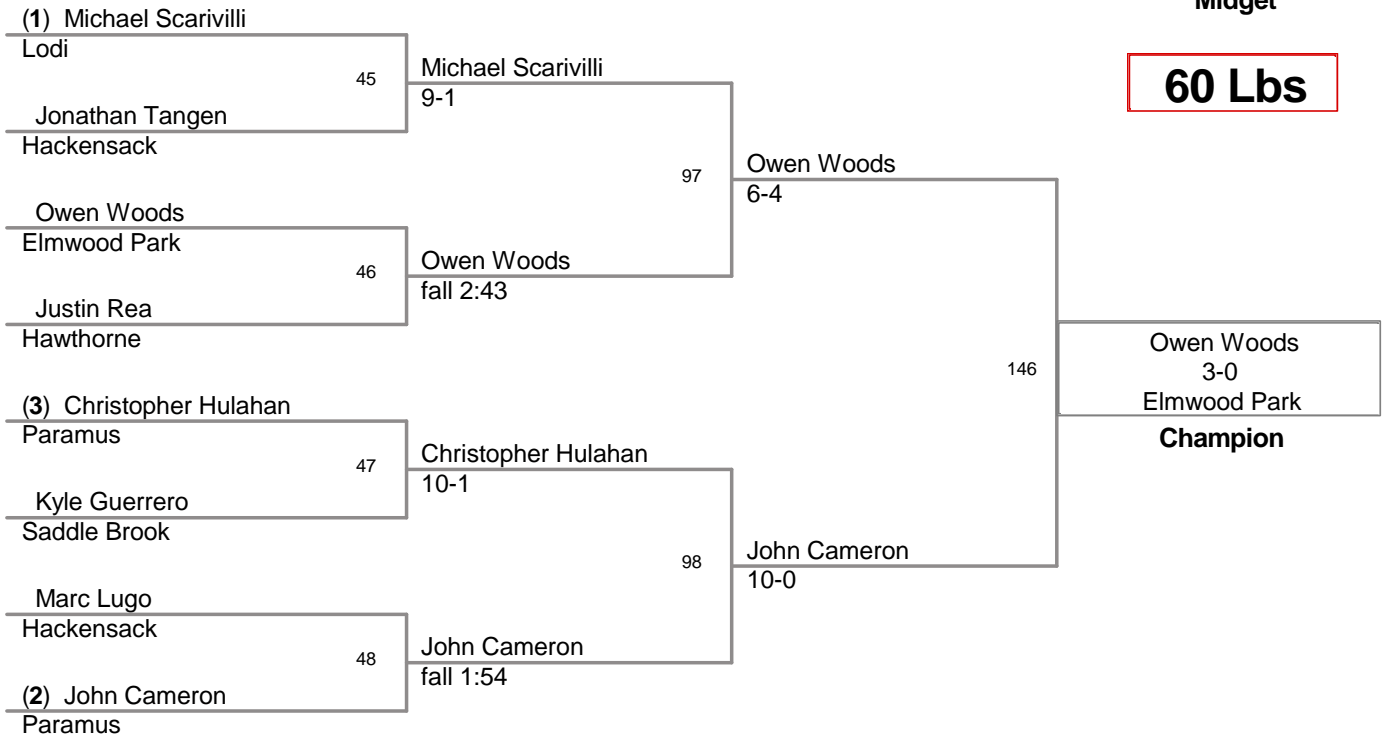 Midget
60 Lbs
(1) Michael Scarivilli
Lodi
45
Jonathan Tangen
Hackensack
Owen Woods
Elmwood Park
46
Justin Rea
Hawthorne
(3) Christopher Hulahan
Paramus
47
Kyle Guerrero
Saddle Brook
Marc Lugo
Hackensack
48
(2) John Cameron
Paramus
Michael Scarivilli
9-1
97
Owen Woods
fall 2:43
Christopher Hulahan
10-1
98
John Cameron
fall 1:54
Owen Woods
6-4
146
John Cameron
10-0
Owen Woods
3-0
Elmwood Park
Champion